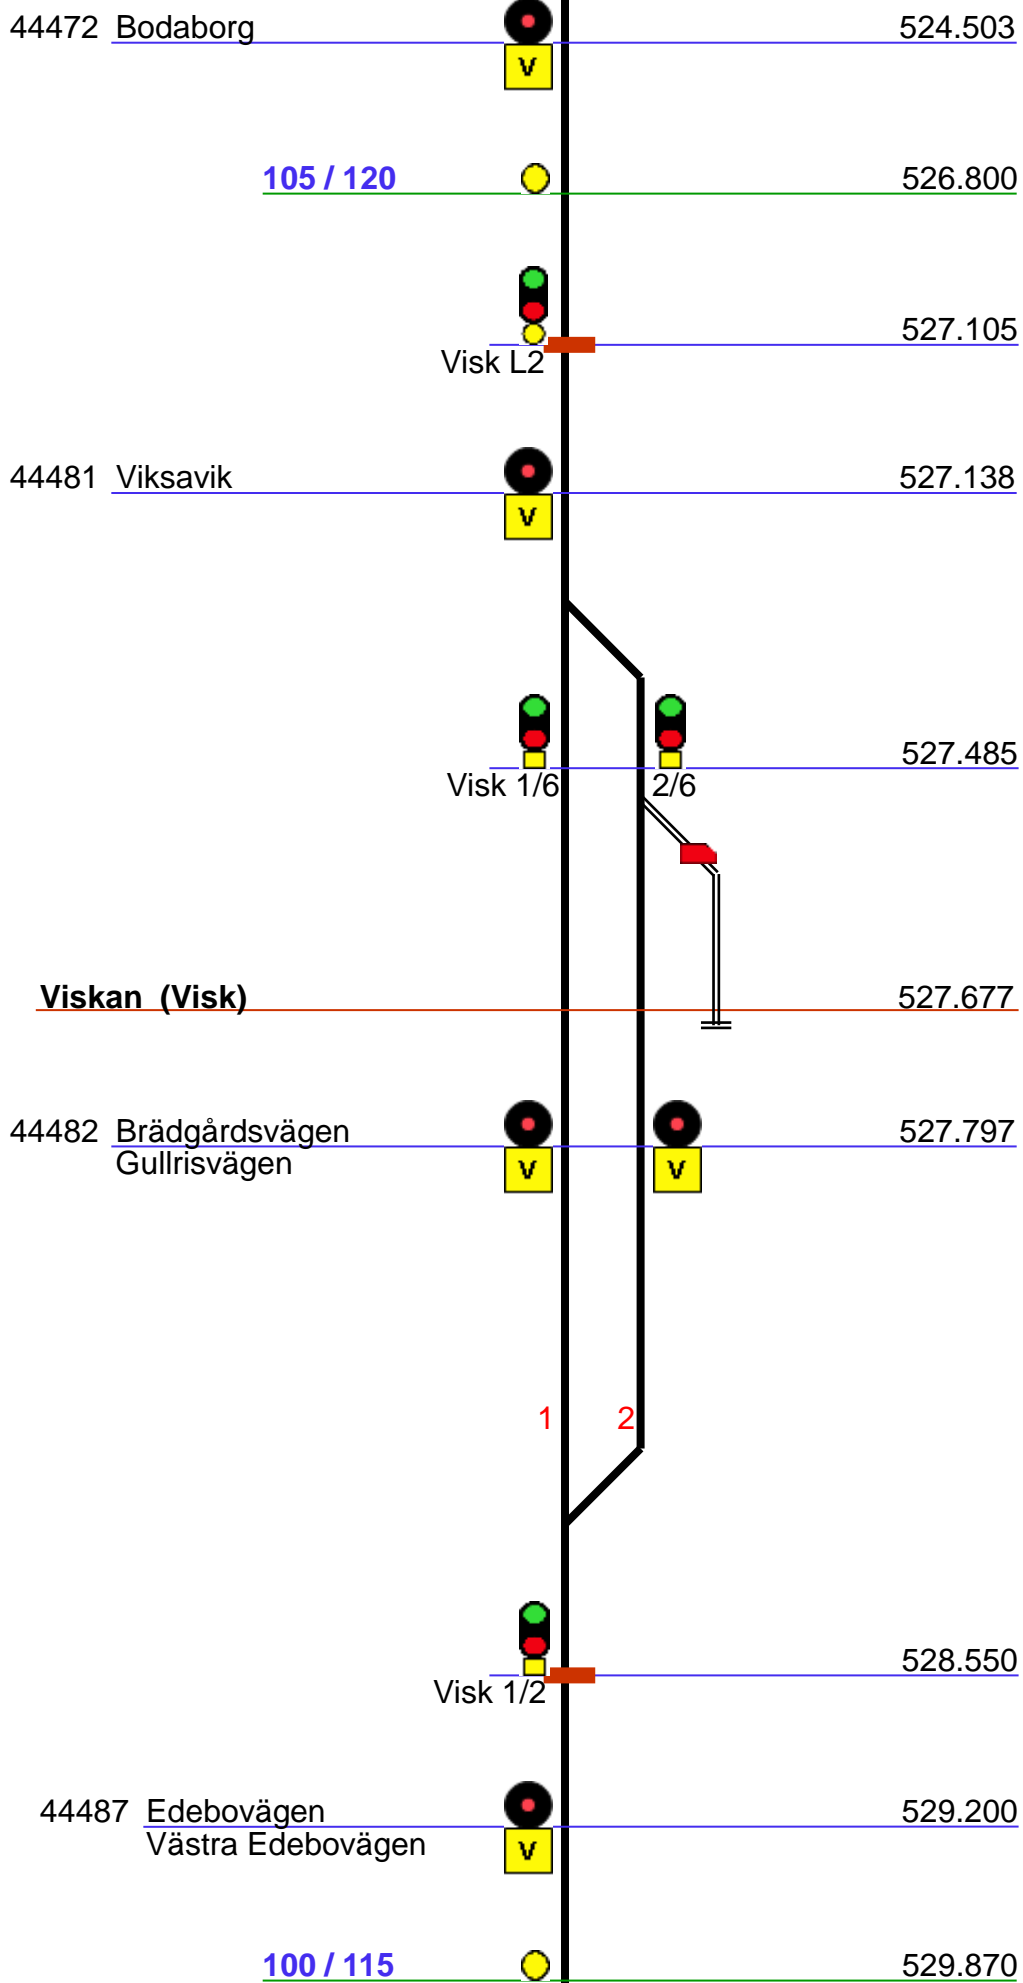 44472 Bodaborg 524.503
V
105 / 120 526.800
527.105
Visk L2
44481 Viksavik 527.138
V
527.485
Visk 1/6 2/6
Viskan (Visk) 527.677
44482 Brädgårdsvägen 527.797
Gullrisvägen
V V
1 2
528.550
Visk 1/2
44487 Edebovägen 529.200
Västra Edebovägen
V
100 / 115 529.870